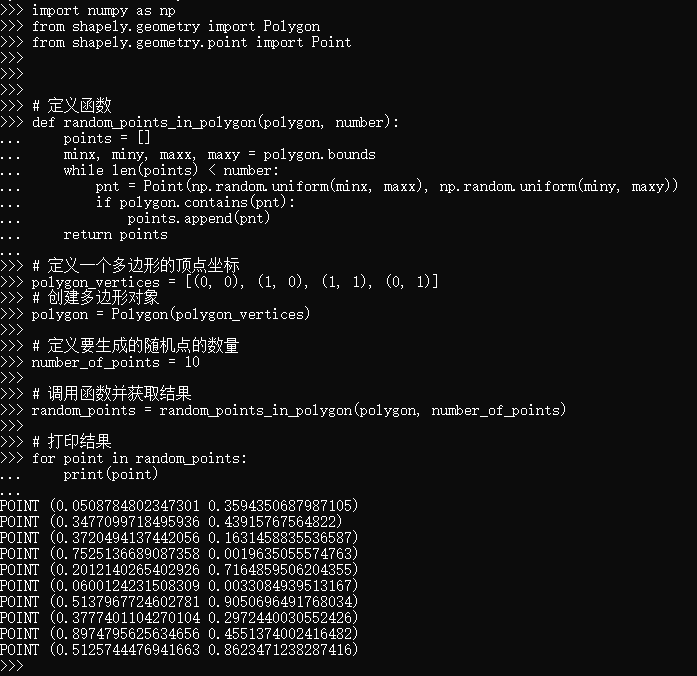 >>> import numpy as np
>>> from shapely.geometry import Polygon
>>> from shapely.geometry.point import Point
>>>
>>>
>>>
>>> # 定义函数
>>> def random_points_in_polygon(polygon, number):
...     points = []
...     minx, miny, maxx, maxy = polygon.bounds
...     while len(points) < number:
...         pnt = Point(np.random.uniform(minx, maxx), np.random.uniform(miny, maxy))
...         if polygon.contains(pnt):
...             points.append(pnt)
...     return points
...
>>> # 定义一个多边形的顶点坐标
>>> polygon_vertices = [(0, 0), (1, 0), (1, 1), (0, 1)]
>>> # 创建多边形对象
>>> polygon = Polygon(polygon_vertices)
>>>
>>> # 定义要生成的随机点的数量
>>> number_of_points = 10
>>>
>>> # 调用函数并获取结果
>>> random_points = random_points_in_polygon(polygon, number_of_points)
>>>
>>> # 打印结果
>>> for point in random_points:
...     print(point)
...
POINT (0.0508784802347301 0.3594350687987105)
POINT (0.3477099718495936 0.43915767564822)
POINT (0.3720494137442056 0.1631458835536587)
POINT (0.7525136689087358 0.0019635055574763)
POINT (0.2012140265402926 0.7164859506204355)
POINT (0.0600124231508309 0.0033084939513167)
POINT (0.5137967724602781 0.9050696491768034)
POINT (0.3777401104270104 0.2972440030552426)
POINT (0.8974795625634656 0.4551374002416482)
POINT (0.5125744476941663 0.8623471238287416)
>>>